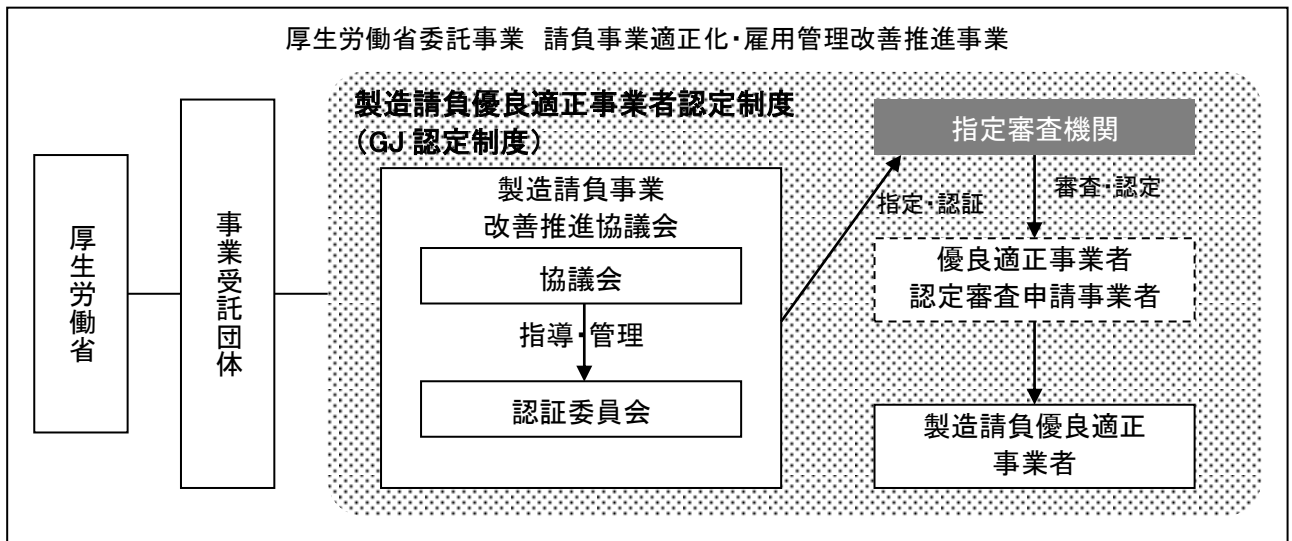 厚生労働省委託事業　請負事業適正化・雇用管理改善推進事業
厚生労働省
事業受託団体
製造請負優良適正事業者認定制度
（GJ 認定制度）
製造請負事業
改善推進協議会
協議会
指導・管理
認証委員会
指定・認証
指定審査機関
審査・認定
優良適正事業者
認定審査申請事業者
製造請負優良適正
事業者